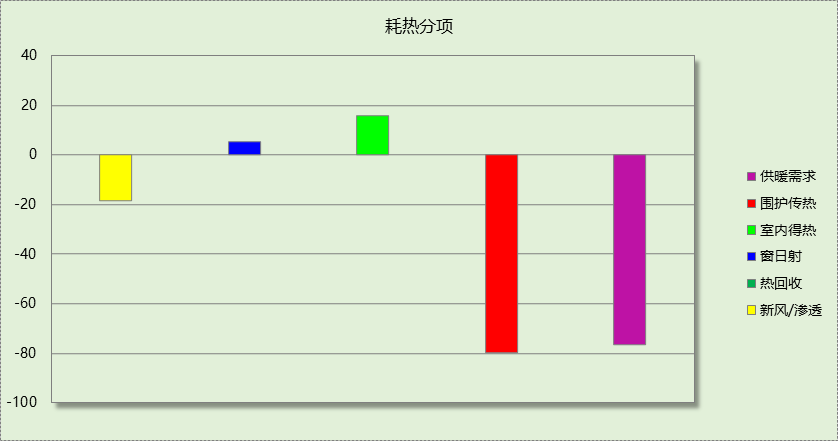 耗热分项
40
20
0
-20
-40
-60
-80
-100
供暖需求
围护传热
室内得热
窗日射
热回收
新风/渗透